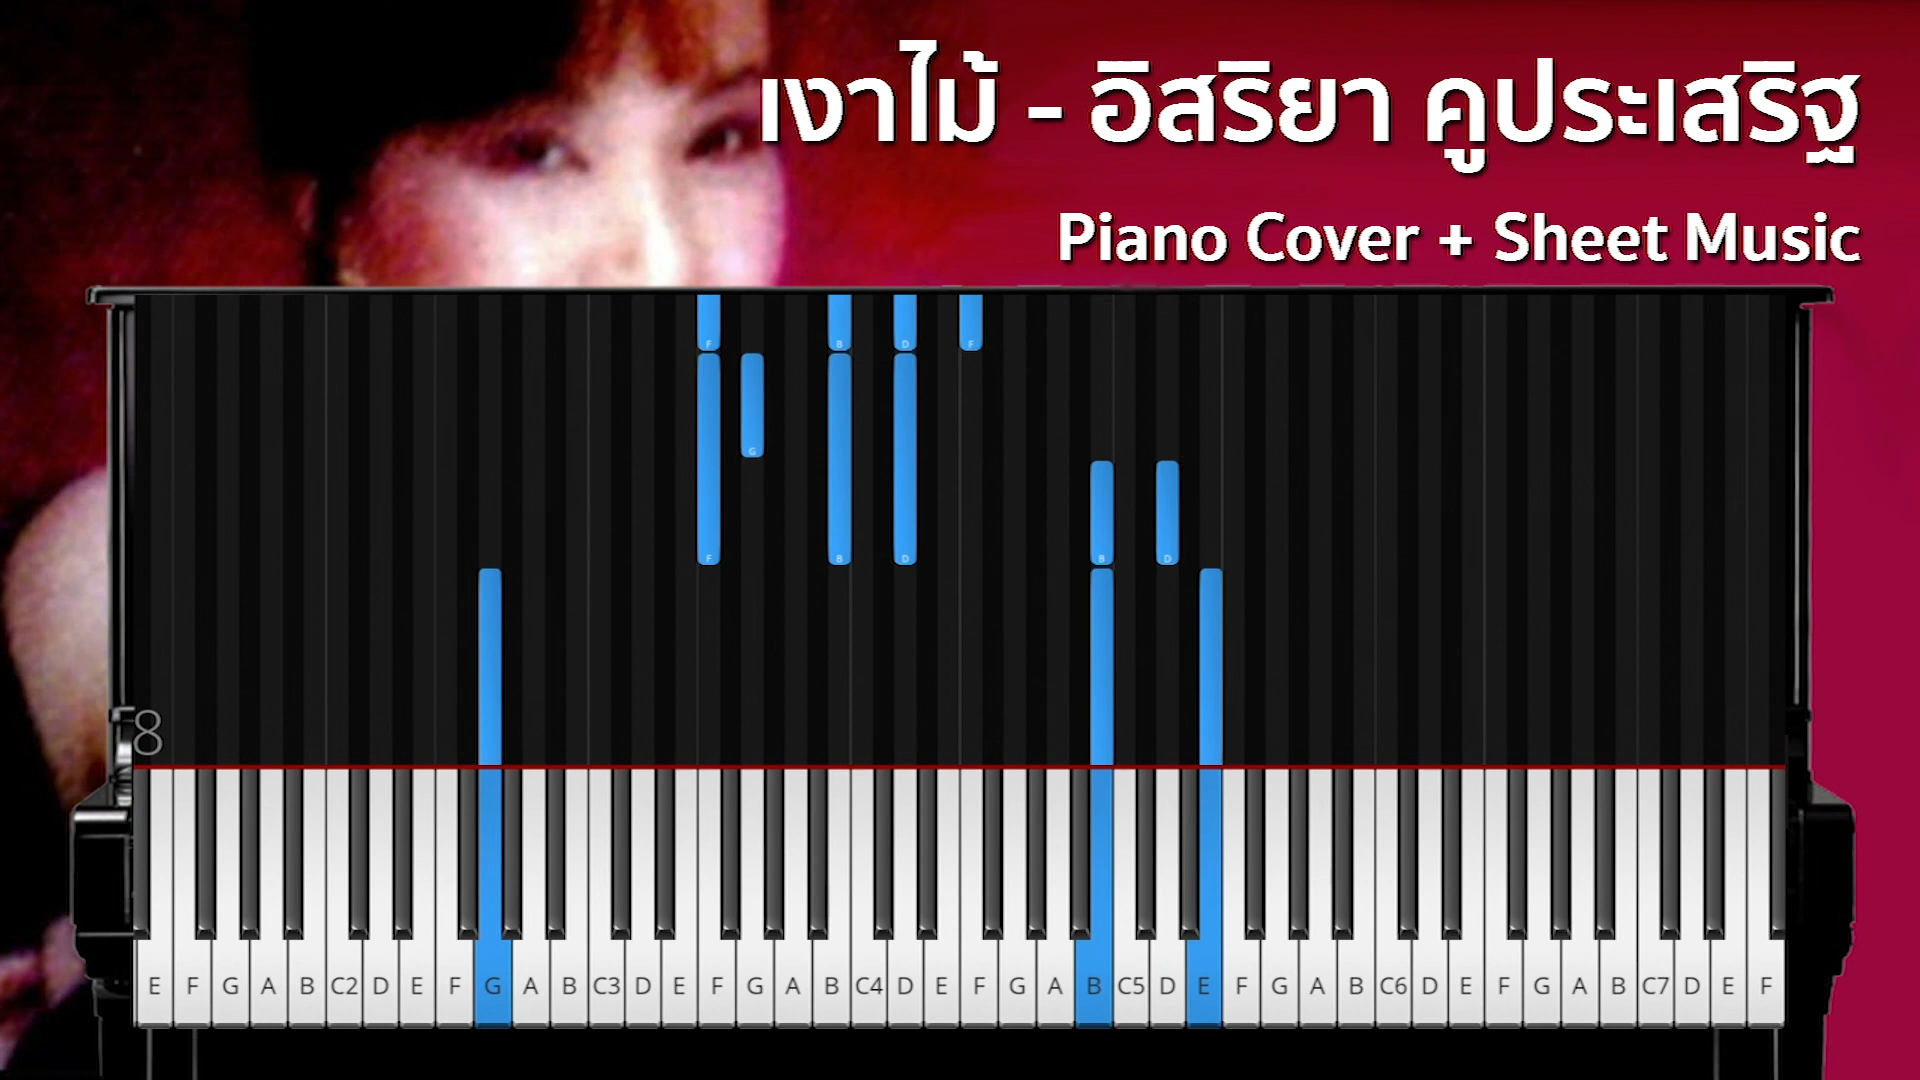 เงาไม้ - อิสริยา คูประเสริฐ
Piano Cover + Sheet Music
F B D F
G
F B D B D
8
E F G A B C2 D E F G A B C3 D E F G A B C4 D E F G A B C5 D E F G A B C6 D E F G A B C7 D E F